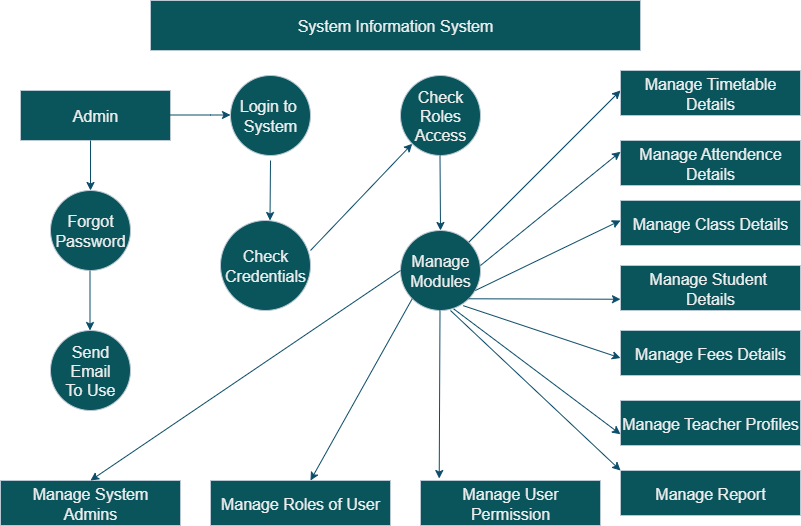 System Information System
Admin
Login to
System
Check
Roles
Access
Manage Timetable
Details
Manage Attendence
Details
Forgot
Password
Check
Credentials
Manage
Modules
Manage Class Details
Manage Student
Details
Send
Email
To Use
Manage Fees Details
Manage Teacher Profiles
Manage System
Admins
Manage Roles of User
Manage User
Permission
Manage Report